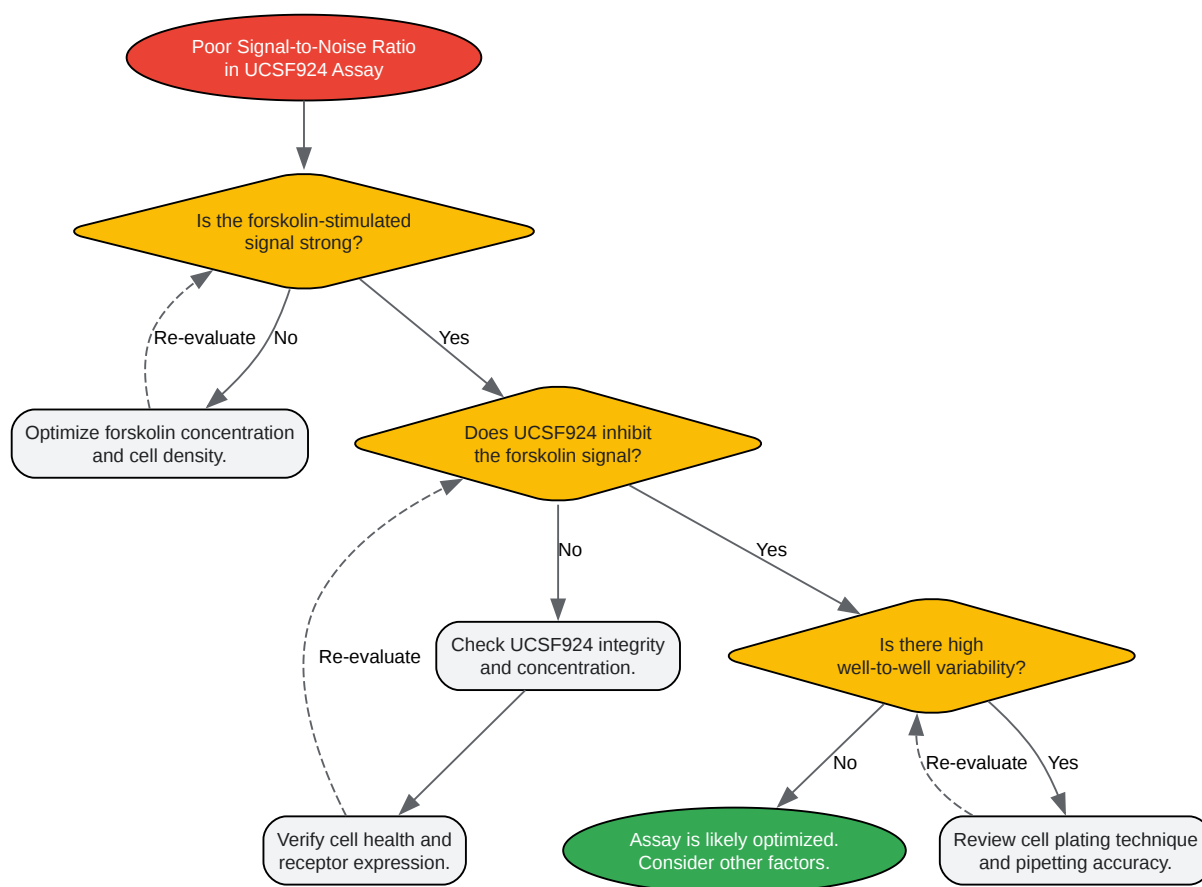 Poor Signal-to-Noise Ratio
in UCSF924 Assay
Is the forskolin-stimulated
signal strong?
Re-evaluate
No
Yes
Optimize forskolin concentration
and cell density.
Does UCSF924 inhibit
the forskolin signal?
No
Yes
Re-evaluate
Check UCSF924 integrity
and concentration.
Is there high
well-to-well variability?
No
Re-evaluate
Yes
Verify cell health and
receptor expression.
Assay is likely optimized.
Consider other factors.
Review cell plating technique
and pipetting accuracy.